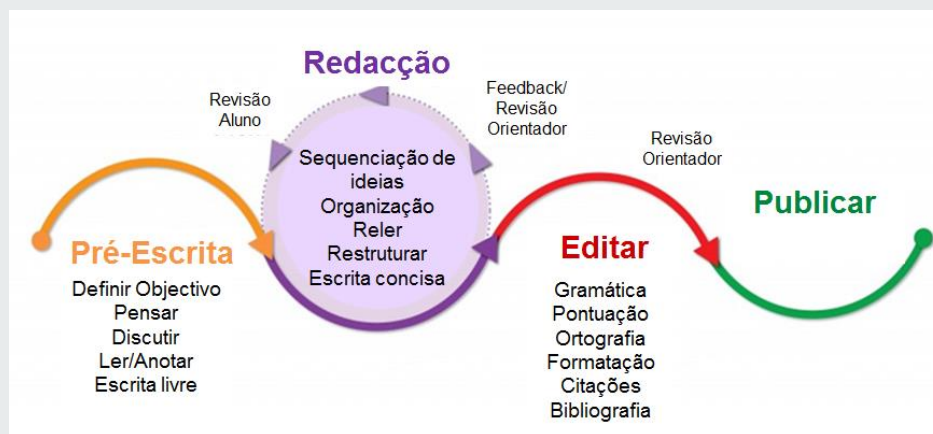 Redacção
Revisão
Aluno
Feedback/
Revisão
Orientador
Sequenciação de
ideias
Organização
Reler
Restruturar
Escrita concisa
Pré-Escrita
Definir Objectivo
Pensar
Discutir
Ler/Anotar
Escrita livre
Revisão
Orientador
Editar
Gramática
Pontuação
Ortografia
Formatação
Citações
Bibliografia
Publicar